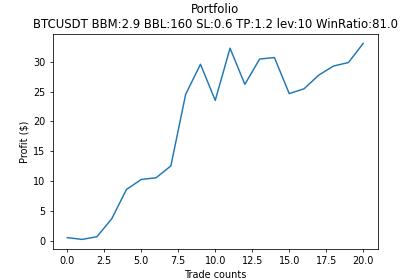 Portfolio
BTCUSDT BBM:2.9 BBL:160 SL:0.6 TP:1.2 lev:10 WinRatio:81.0
30
25
20
15
10
5
0
Profit ($)
0.0 2.5 5.0 7.5 10.0 12.5 15.0 17.5 20.0
Trade counts